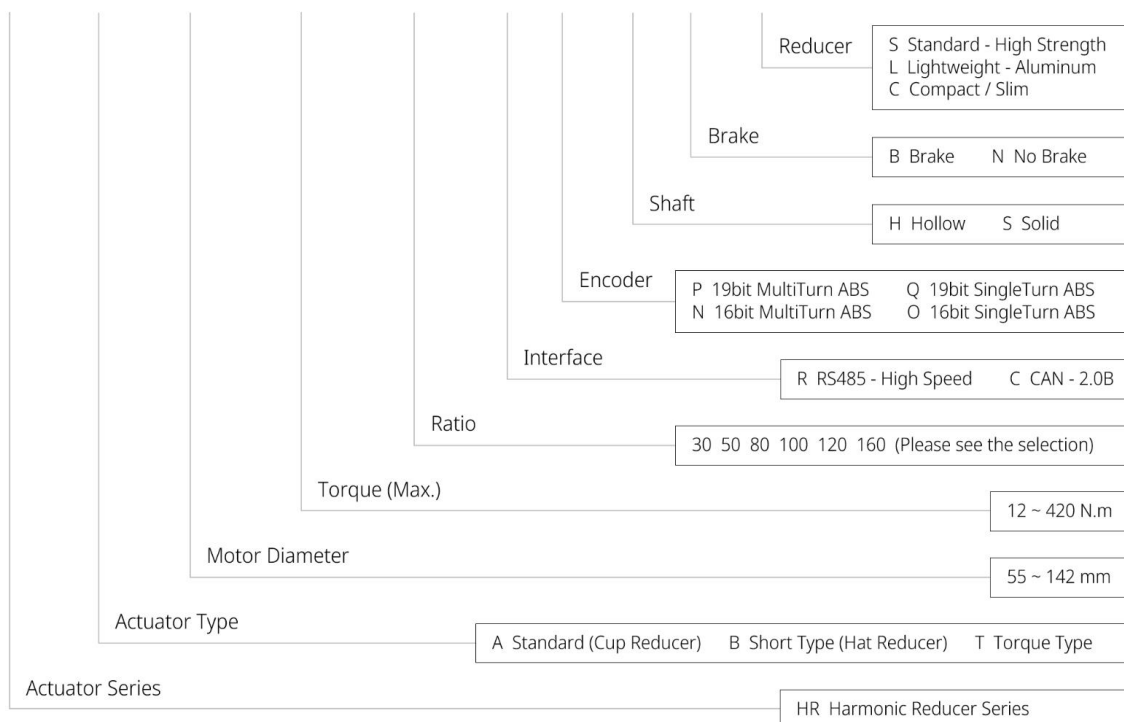 Reducer
S Standard - High Strength
L Lightweight - Aluminum
C Compact / Slim
Brake
B Brake N No Brake
Shaft
H Hollow S Solid
Encoder
P 19bit MultiTurn ABS Q 19bit SingleTurn ABS
N 16bit MultiTurn ABS O 16bit SingleTurn ABS
Interface
R RS485 - High Speed C CAN - 2.0B
Ratio
30 50 80 100 120 160 (Please see the selection)
Torque (Max.)
12 ~ 420 N.m
Motor Diameter
55 ~ 142 mm
Actuator Type
A Standard (Cup Reducer) B Short Type (Hat Reducer) T Torque Type
Actuator Series
HR Harmonic Reducer Series